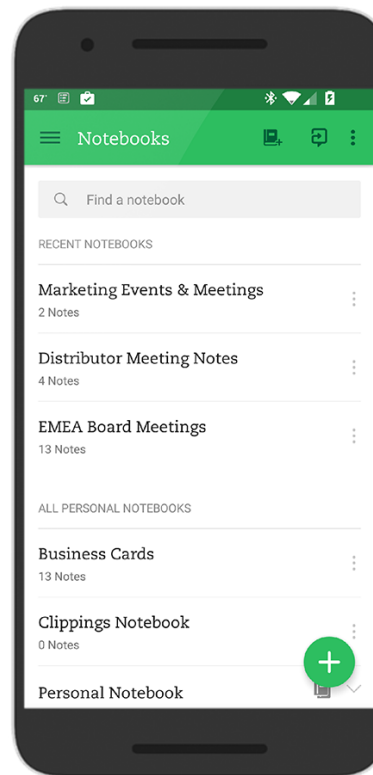 67°
Notebooks
Find a notebook
RECENT NOTEBOOKS
Marketing Events & Meetings
2 Notes
Distributor Meeting Notes
4 Notes
EMEA Board Meetings
13 Notes
ALL PERSONAL NOTEBOOKS
Business Cards
13 Notes
Clippings Notebook
0 Notes
Personal Notebook